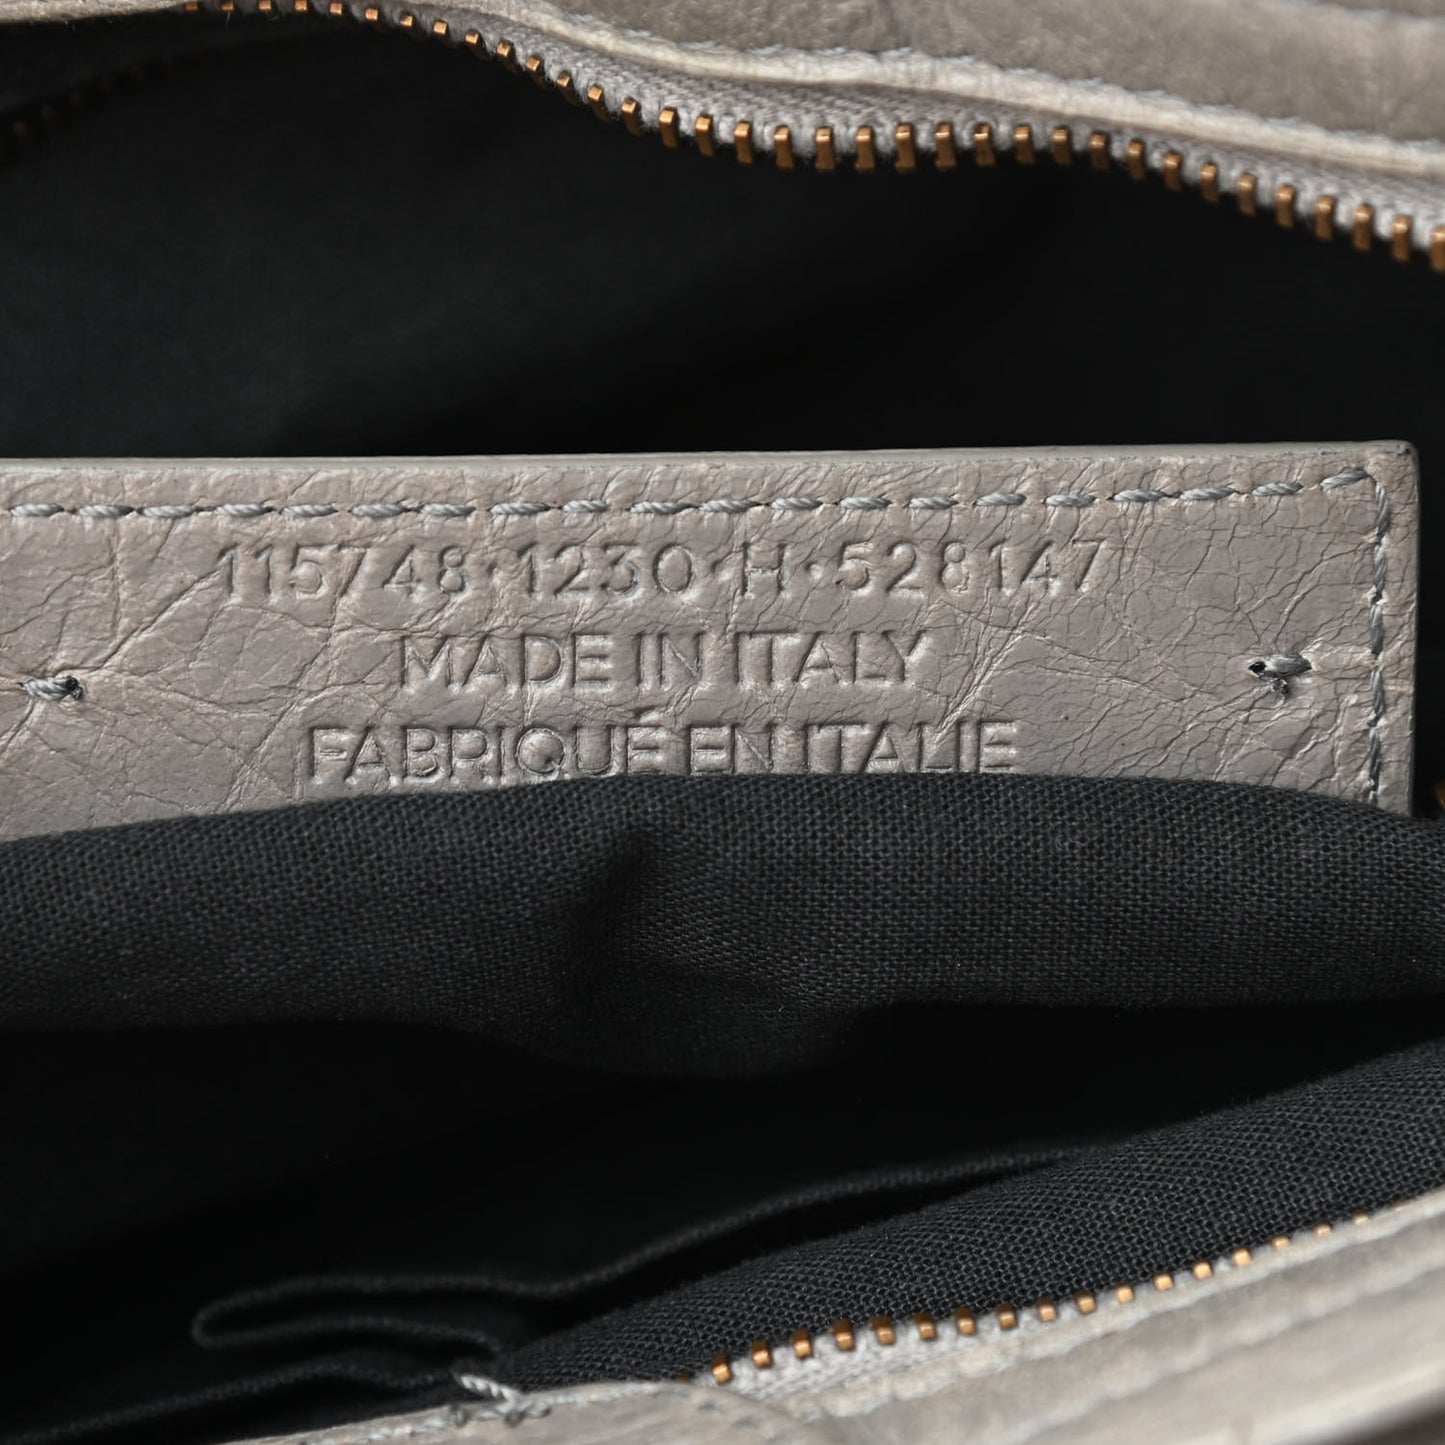 115748·1230·H·528147
MADE IN ITALY
FABRIQUÉ EN ITALIE